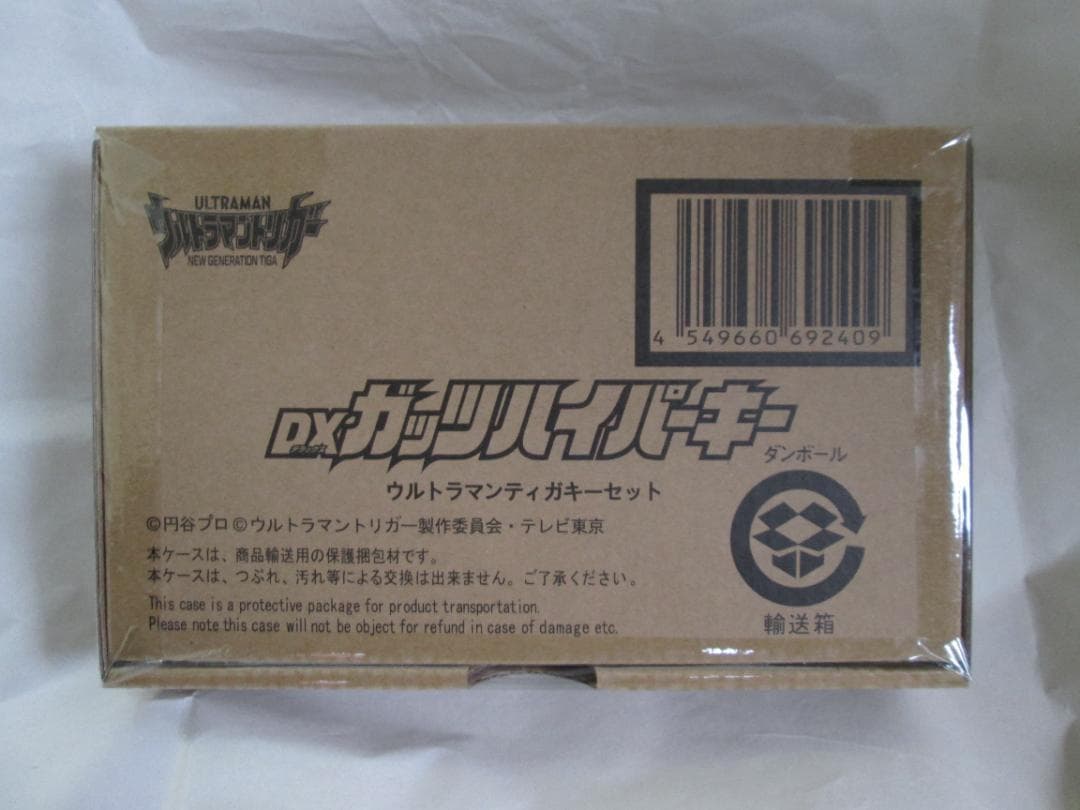 ULTRAMAN
ウルトラマントリガー
NEW GENERATION TIGA
4 549660 692409
DXガッツハイパーキー
デラックス
ダンボール
ウルトラマンティガキーセット
©円谷プロ ©ウルトラマントリガー製作委員会・テレビ東京
本ケースは、商品輸送用の保護梱包材です。
本ケースは、つぶれ、汚れ等による交換は出来ません。ご了承ください。
This case is a protective package for product transportation.
Please note this case will not be object for refund in case of damage etc.
輸送箱